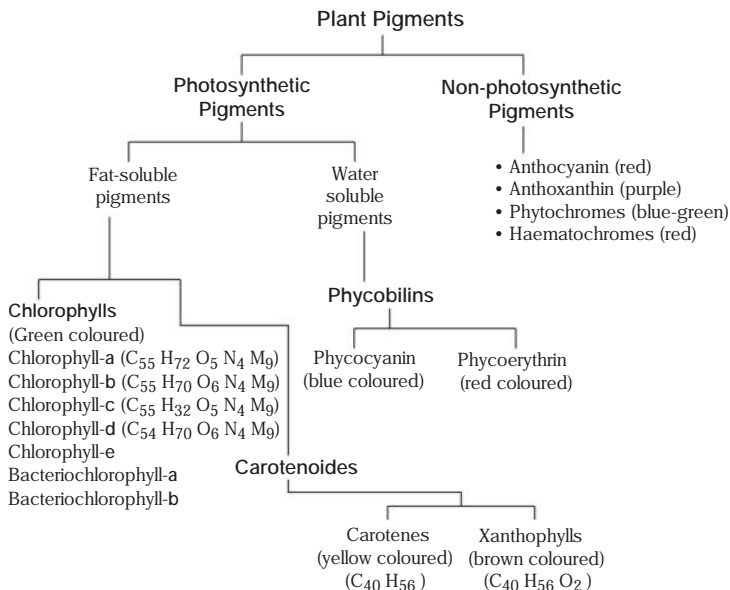 Plant Pigments
Photosynthetic
Pigments
Non-photosynthetic
Pigments
Fat-soluble
pigments
Water
soluble
pigments
• Anthocyanin (red)
• Anthoxanthin (purple)
• Phytochromes (blue-green)
• Haematochromes (red)
Chlorophylls
(Green coloured)
Chlorophyll-a (C₅₅ H₇₂ O₅ N₄ M₉)
Chlorophyll-b (C₅₅ H₇₀ O₆ N₄ M₉)
Chlorophyll-c (C₅₅ H₃₂ O₅ N₄ M₉)
Chlorophyll-d (C₅₄ H₇₀ O₆ N₄ M₉)
Chlorophyll-e
Bacteriochlorophyll-a
Bacteriochlorophyll-b
Phycobilins
Phycocyanin
(blue coloured)
Phycoerythrin
(red coloured)
Carotenoides
Carotenes
(yellow coloured)
(C₄₀ H₅₆ )
Xanthophylls
(brown coloured)
(C₄₀ H₅₆ O₂ )